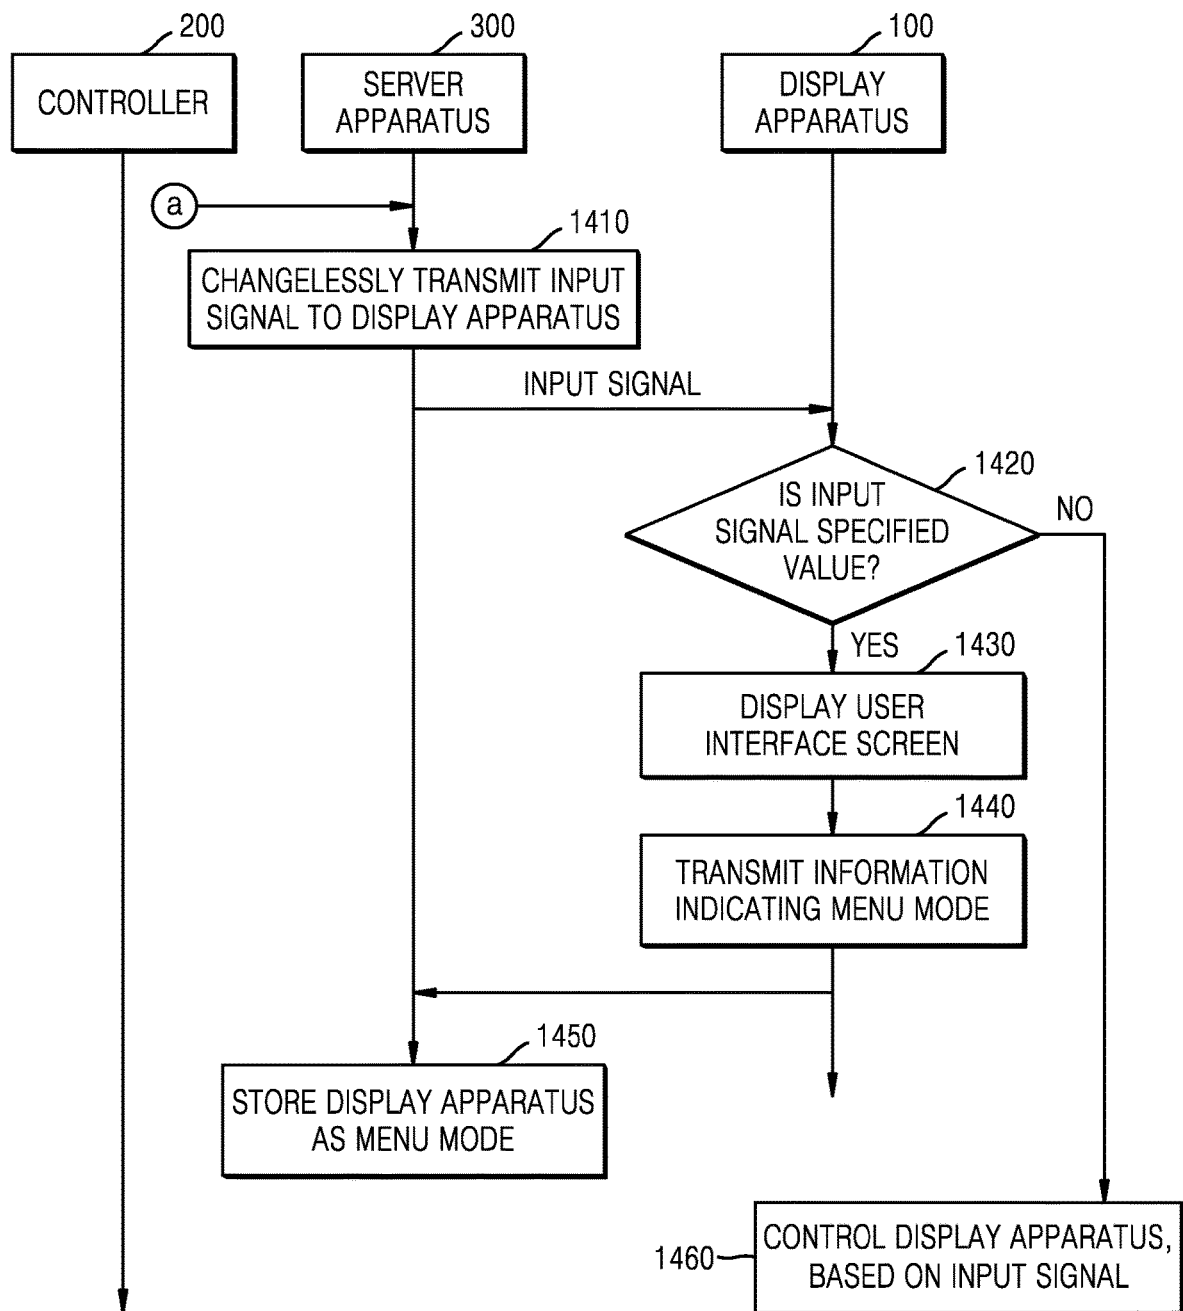 200
300
100
CONTROLLER
SERVER
APPARATUS
DISPLAY
APPARATUS
a
1410
CHANGELESSLY TRANSMIT INPUT
SIGNAL TO DISPLAY APPARATUS
INPUT SIGNAL
1420
IS INPUT
SIGNAL SPECIFIED
VALUE?
NO
YES
1430
DISPLAY USER
INTERFACE SCREEN
1440
TRANSMIT INFORMATION
INDICATING MENU MODE
1450
STORE DISPLAY APPARATUS
AS MENU MODE
1460
CONTROL DISPLAY APPARATUS,
BASED ON INPUT SIGNAL